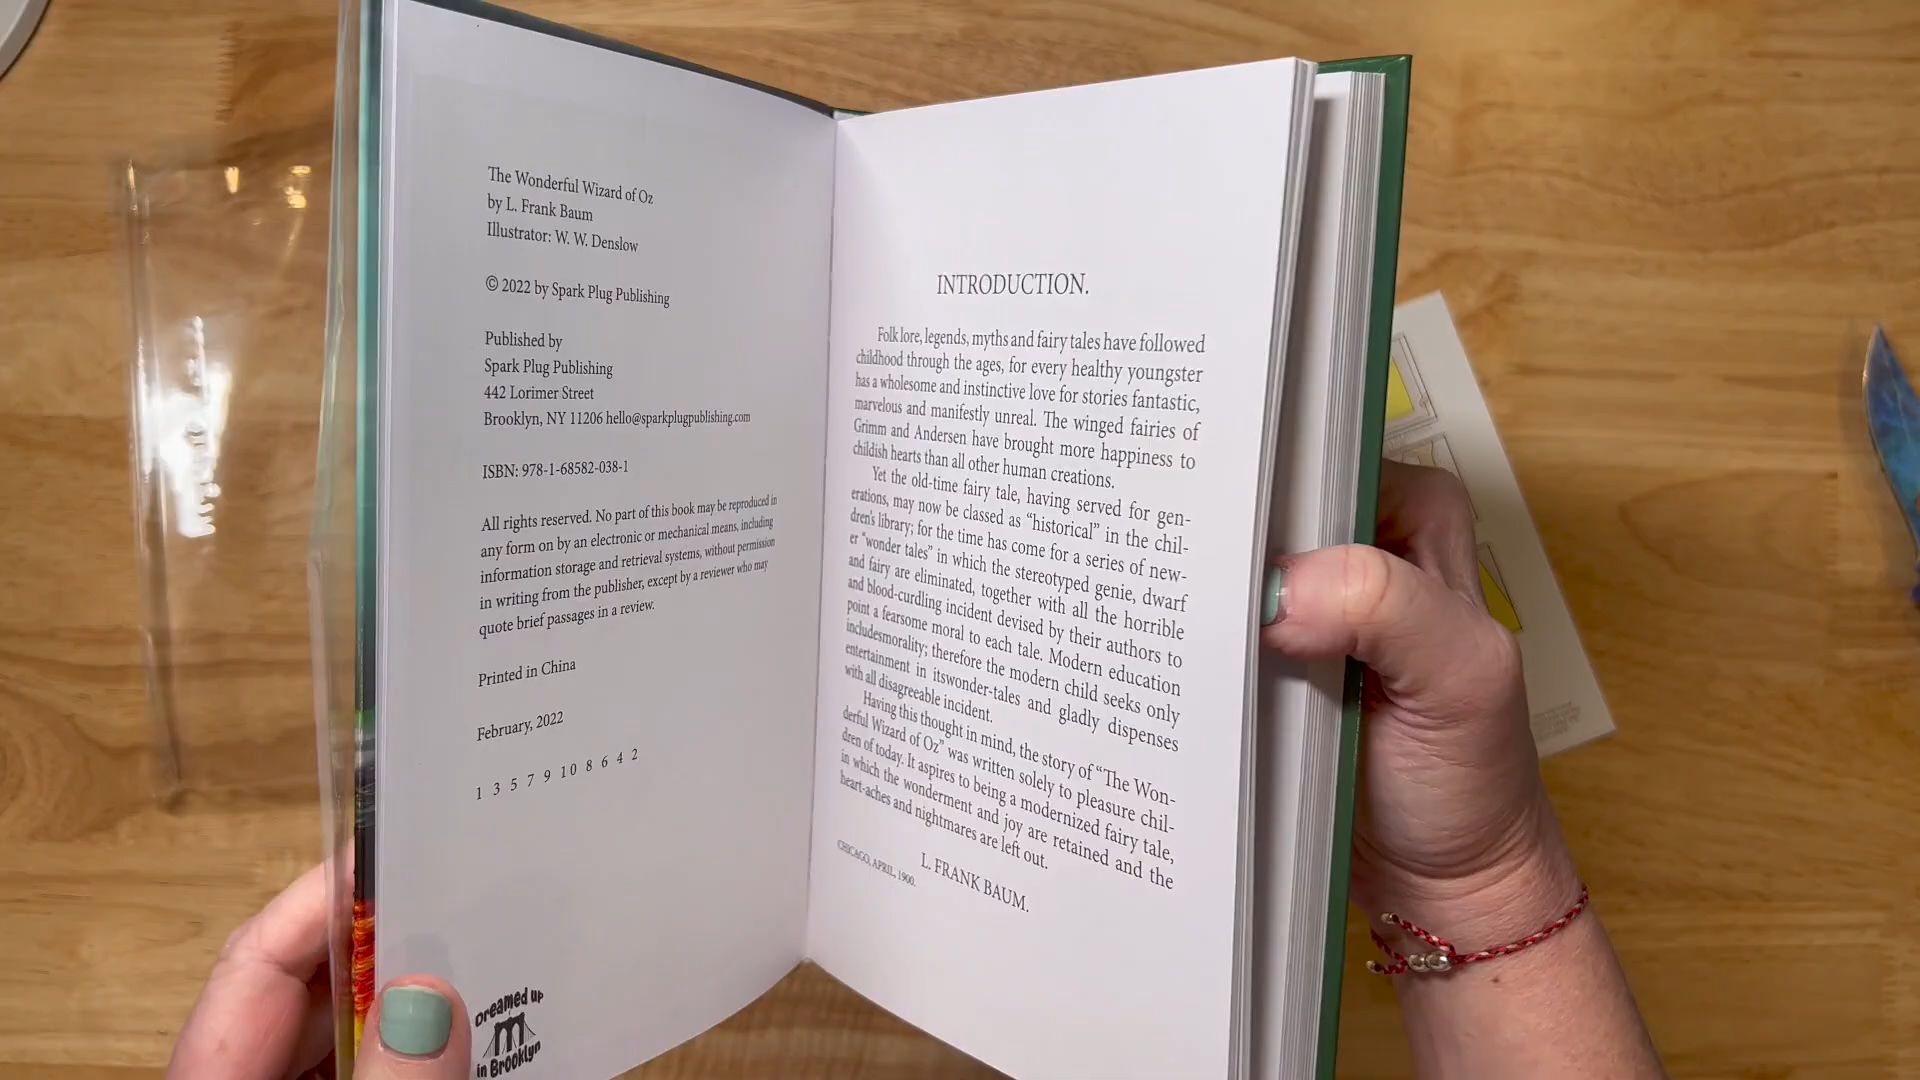 The Wonderful Wizard of Oz
by L. Frank Baum
Illustrator: W. W. Denslow
© 2022 by Spark Plug Publishing
Published by
Spark Plug Publishing
442 Lorimer Street
Brooklyn, NY 11206 hello@sparkplugpublishing.com
ISBN: 978-1-68582-038-1
All rights reserved. No part of this book may be reproduced in
any form on by an electronic or mechanical means, including
information storage and retrieval systems, without permission
in writing from the publisher, except by a reviewer who may
quote brief passages in a review.
Printed in China
February, 2022
1 3 5 7 9 10 8 6 4 2
Dreamed up
in Brooklyn
INTRODUCTION.
Folk lore, legends, myths and fairy tales have followed
childhood through the ages, for every healthy youngster
has a wholesome and instinctive love for stories fantastic,
marvelous and manifestly unreal. The winged fairies of
Grimm and Andersen have brought more happiness to
childish hearts than all other human creations.
Yet the old-time fairy tale, having served for gen-
erations, may now be classed as “historical” in the chil-
dren's library; for the time has come for a series of new-
er “wonder tales” in which the stereotyped genie, dwarf
and fairy are eliminated, together with all the horrible
and blood-curdling incident devised by their authors to
point a fearsome moral to each tale. Modern education
includesmorality; therefore the modern child seeks only
entertainment in itswonder-tales and gladly dispenses
with all disagreeable incident.
Having this thought in mind, the story of “The Won-
derful Wizard of Oz” was written solely to pleasure chil-
dren of today. It aspires to being a modernized fairy tale,
in which the wonderment and joy are retained and the
heart-aches and nightmares are left out.
L. FRANK BAUM.
CHICAGO, APRIL, 1900.